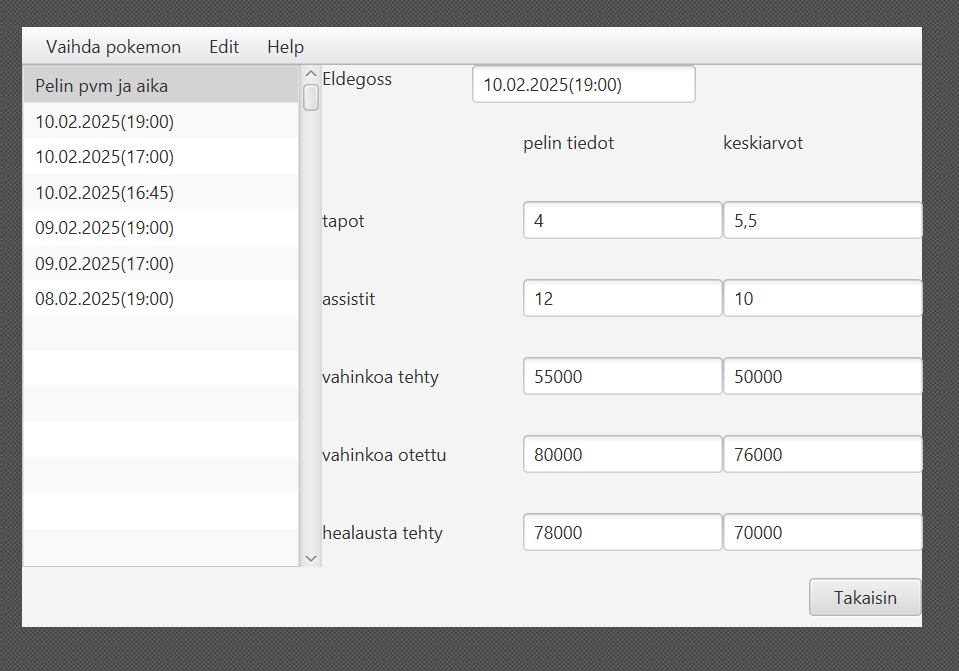 Vaihda pokemon Edit Help
Pelin pvm ja aika
10.02.2025(19:00)
10.02.2025(17:00)
10.02.2025(16:45)
09.02.2025(19:00)
09.02.2025(17:00)
08.02.2025(19:00)
Eldegoss 10.02.2025(19:00)
pelin tiedot keskiarvot
tapot 4 5,5
assistit 12 10
vahinkoa tehty 55000 50000
vahinkoa otettu 80000 76000
healausta tehty 78000 70000
Takaisin